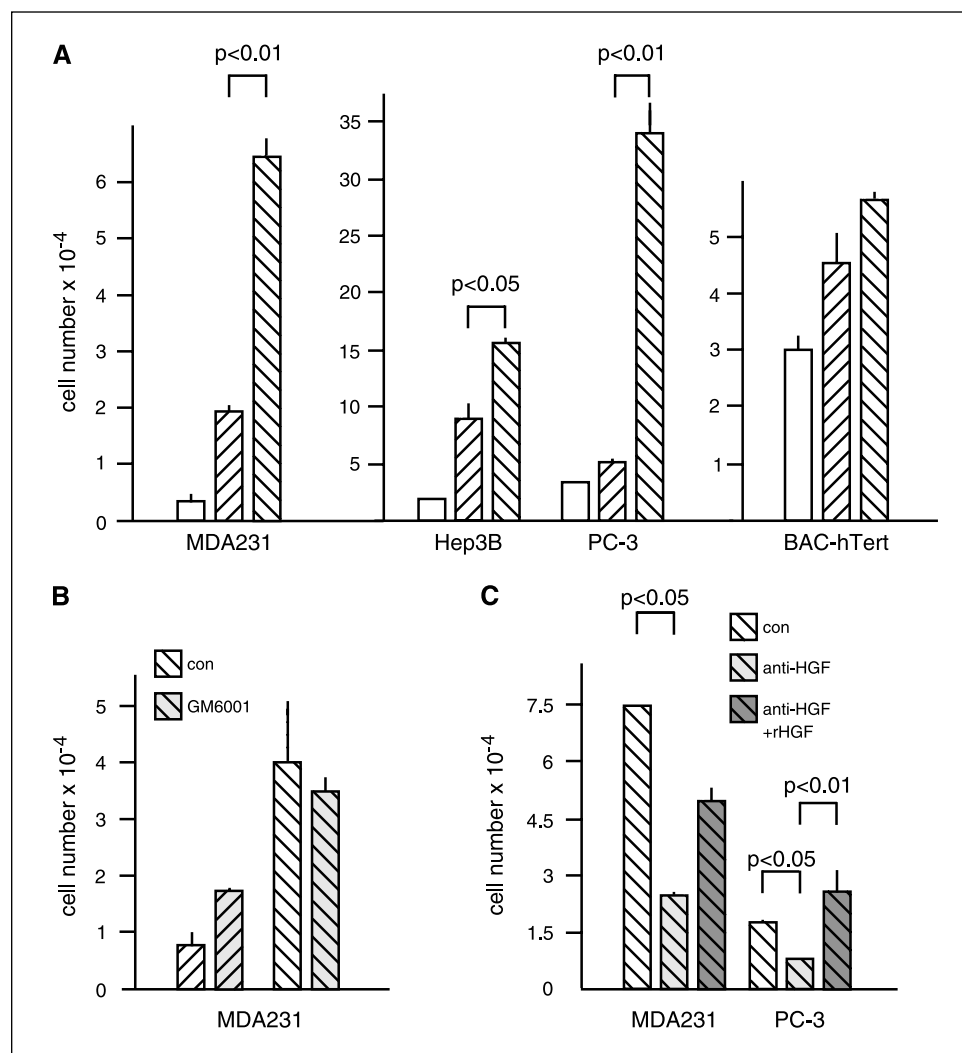 A
p<0.01
p<0.01
p<0.05
cell number x 10-4
6
5
4
3
2
1
0
35
30
25
20
15
10
5
5
4
3
2
1
MDA231
Hep3B
PC-3
BAC-hTert
B
con
GM6001
cell number x 10-4
5
4
3
2
1
0
MDA231
C
p<0.05
con
anti-HGF
anti-HGF
+rHGF
p<0.01
p<0.05
cell number x 10-4
7.5
6
4.5
3
1.5
0
MDA231
PC-3